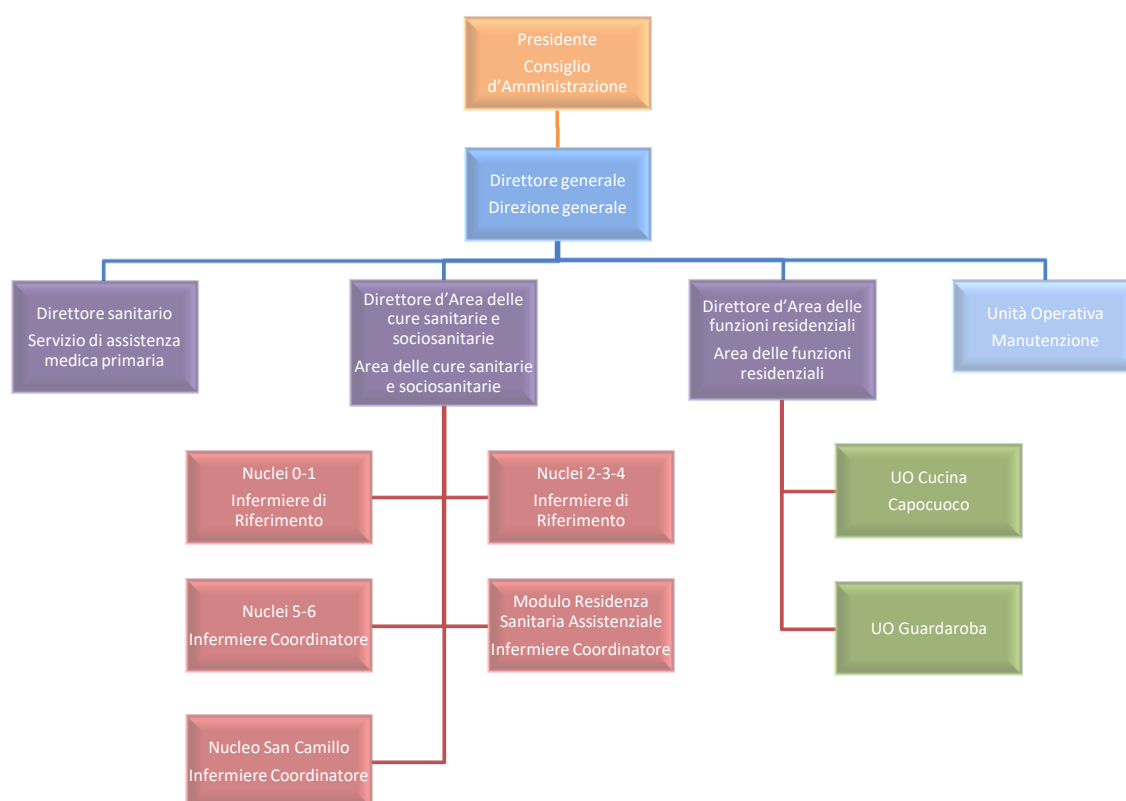 Presidente
Consiglio
d’Amministrazione
Direttore generale
Direzione generale
Direttore sanitario
Servizio di assistenza
medica primaria
Direttore d’Area delle
cure sanitarie e
sociosanitarie
Area delle cure sanitarie
e sociosanitarie
Direttore d’Area delle
funzioni residenziali
Area delle funzioni
residenziali
Unità Operativa
Manutenzione
Nuclei 0-1
Infermiere di
Riferimento
Nuclei 2-3-4
Infermiere di
Riferimento
UO Cucina
Capocuoco
Nuclei 5-6
Infermiere Coordinatore
Modulo Residenza
Sanitaria Assistenziale
Infermiere Coordinatore
UO Guardaroba
Nucleo San Camillo
Infermiere Coordinatore